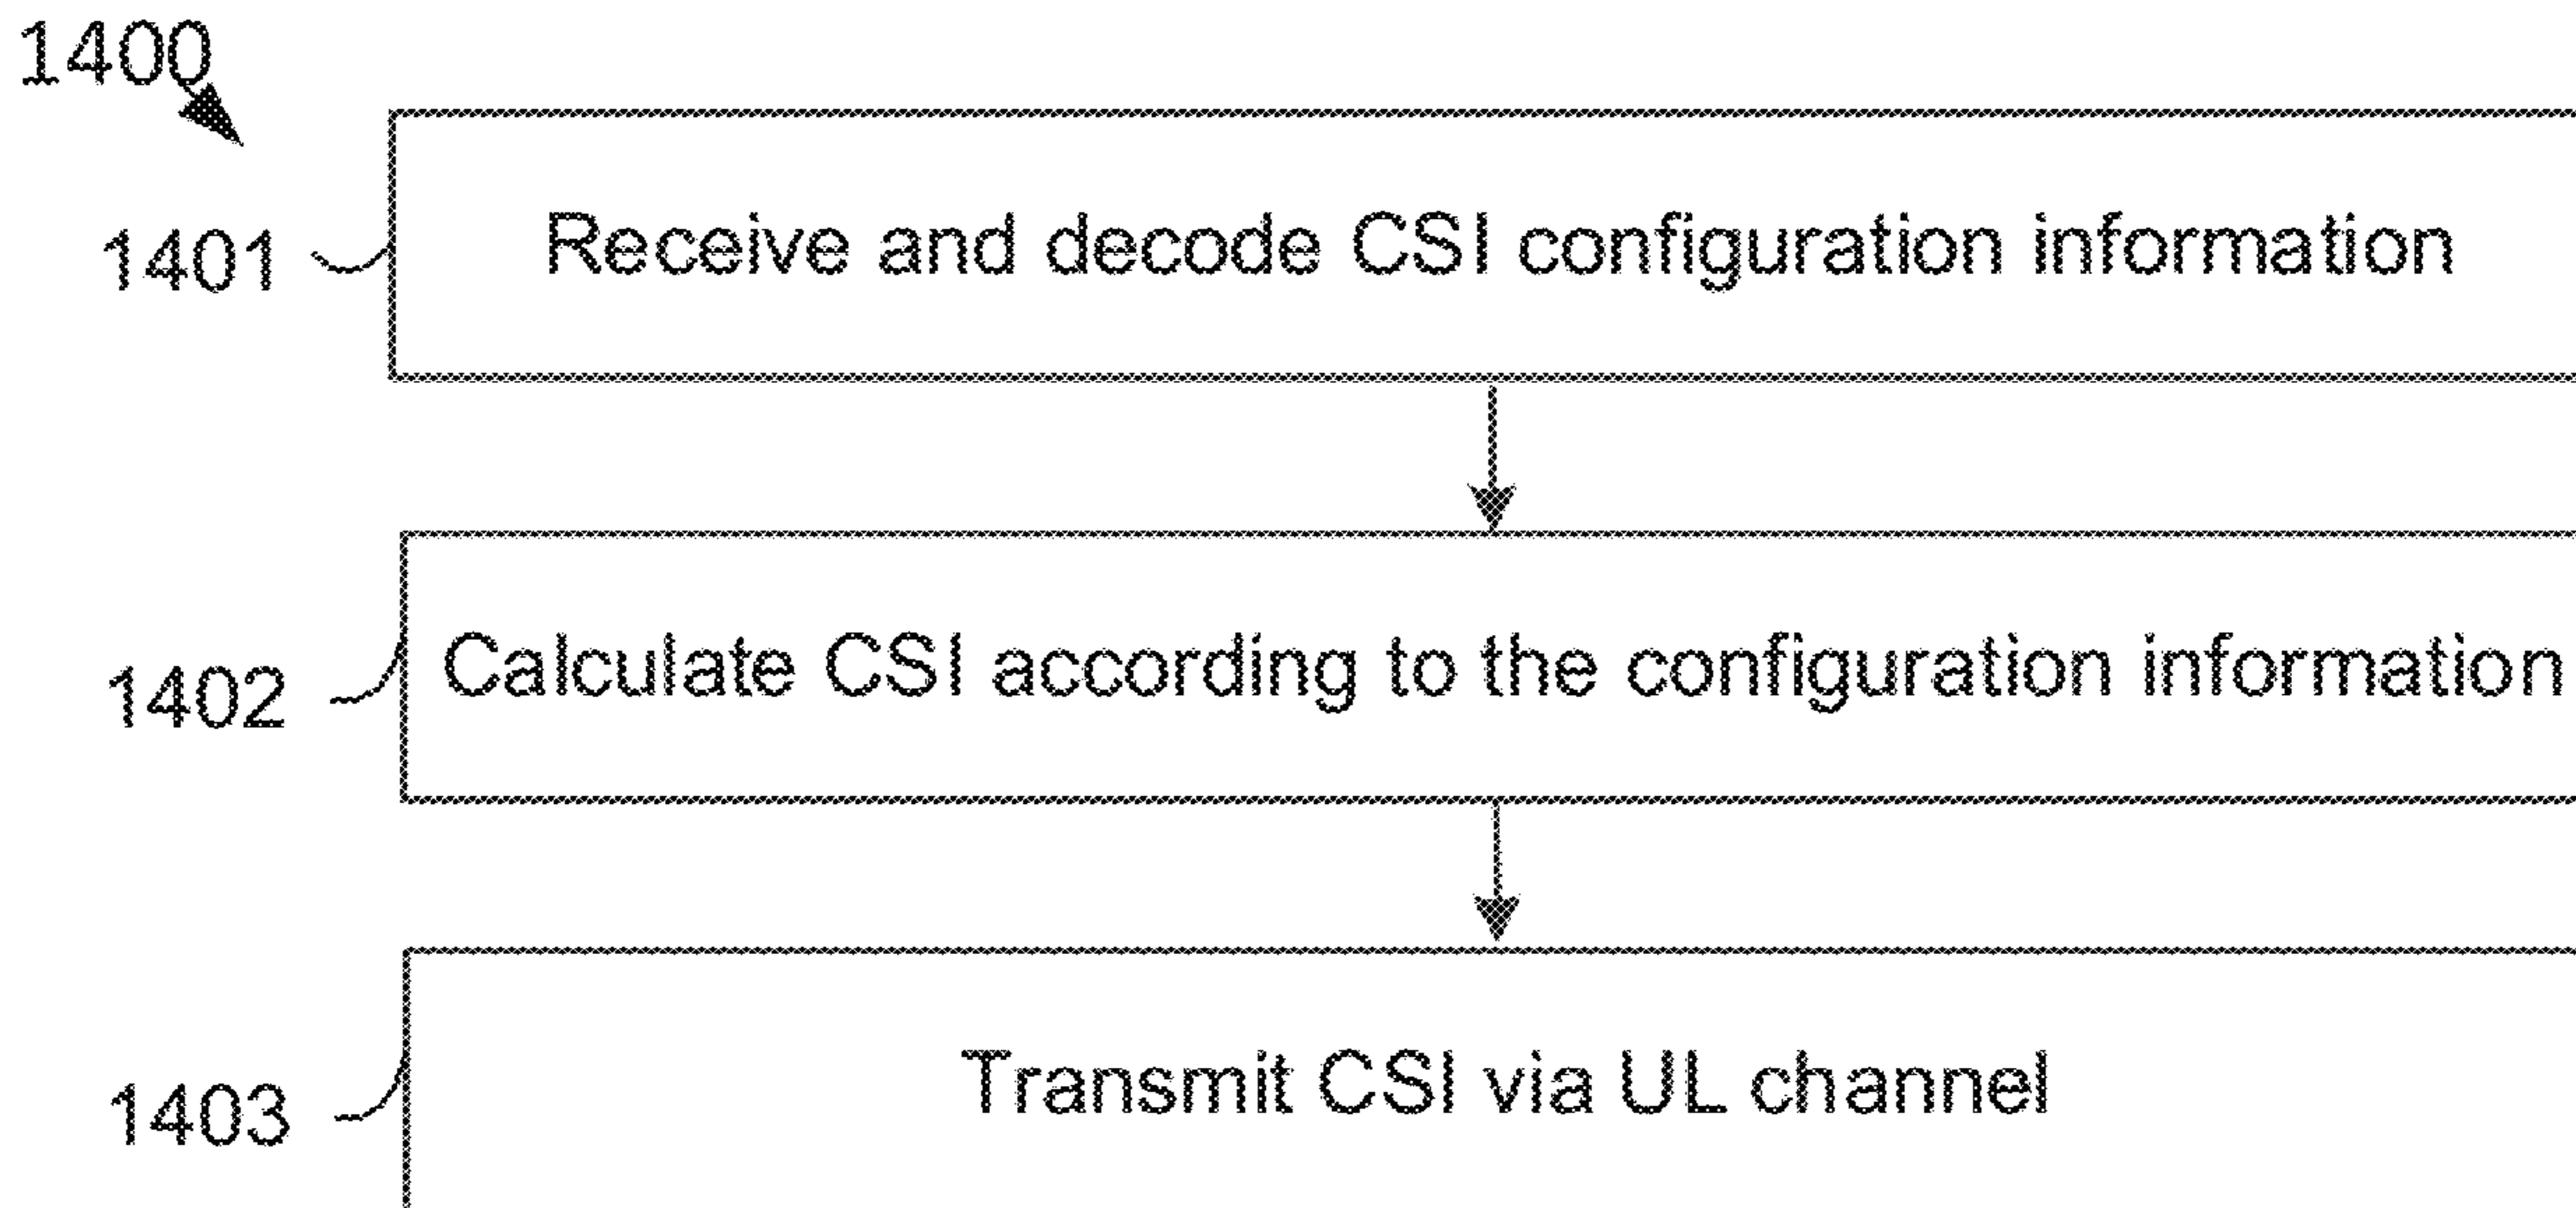 1400
1401
Receive and decode CSI configuration information
1402
Calculate CSI according to the configuration information
1403
Transmit CSI via UL channel